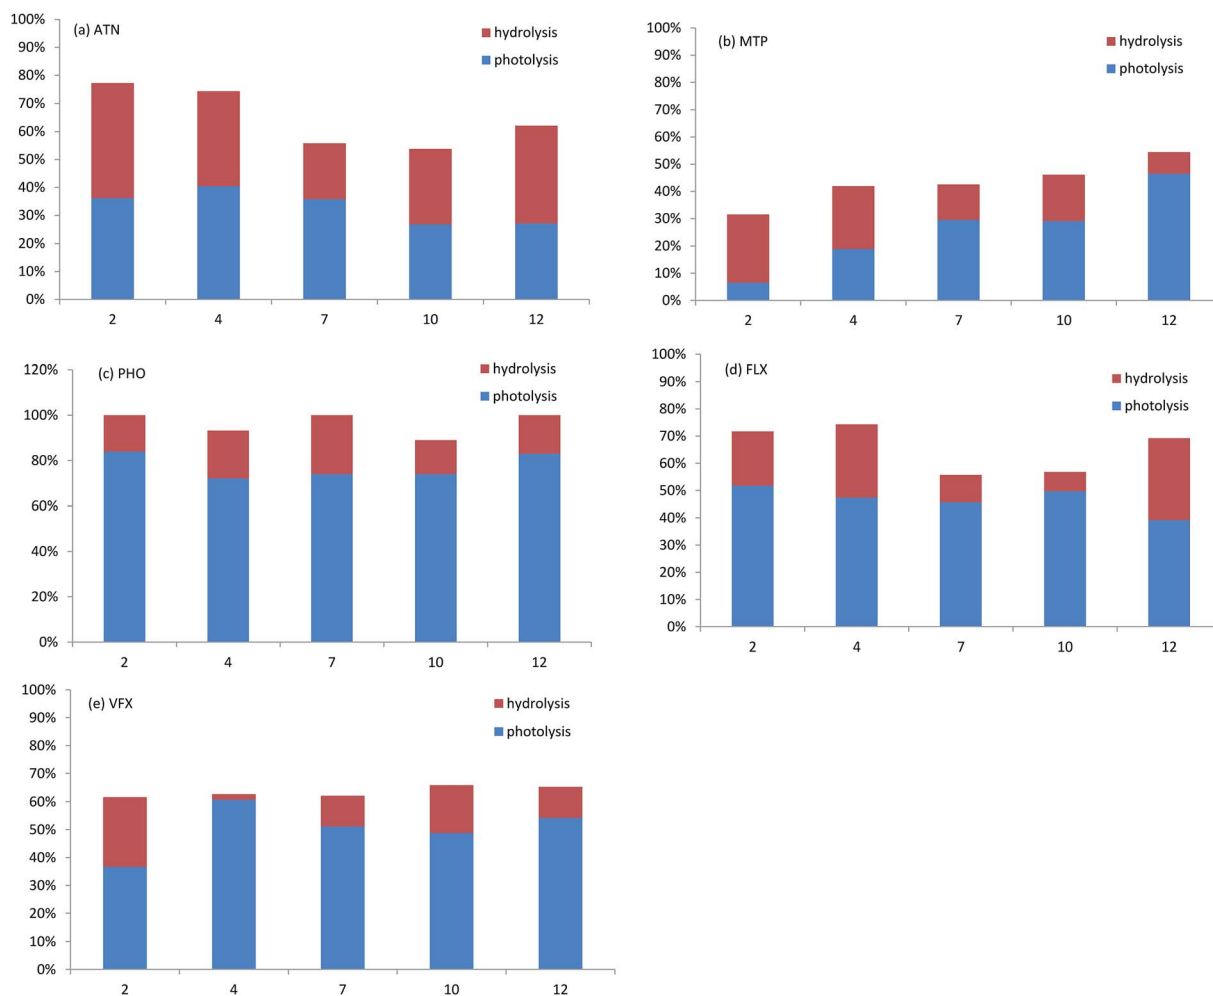 (a) ATN
hydrolysis
photolysis
100%
90%
80%
70%
60%
50%
40%
30%
20%
10%
0%
2 4 7 10 12
(b) MTP
hydrolysis
photolysis
100%
90%
80%
70%
60%
50%
40%
30%
20%
10%
0%
2 4 7 10 12
(c) PHO
hydrolysis
photolysis
120%
100%
80%
60%
40%
20%
0%
2 4 7 10 12
(d) FLX
hydrolysis
photolysis
100%
90%
80%
70%
60%
50%
40%
30%
20%
10%
0%
2 4 7 10 12
(e) VFX
hydrolysis
photolysis
100%
90%
80%
70%
60%
50%
40%
30%
20%
10%
0%
2 4 7 10 12